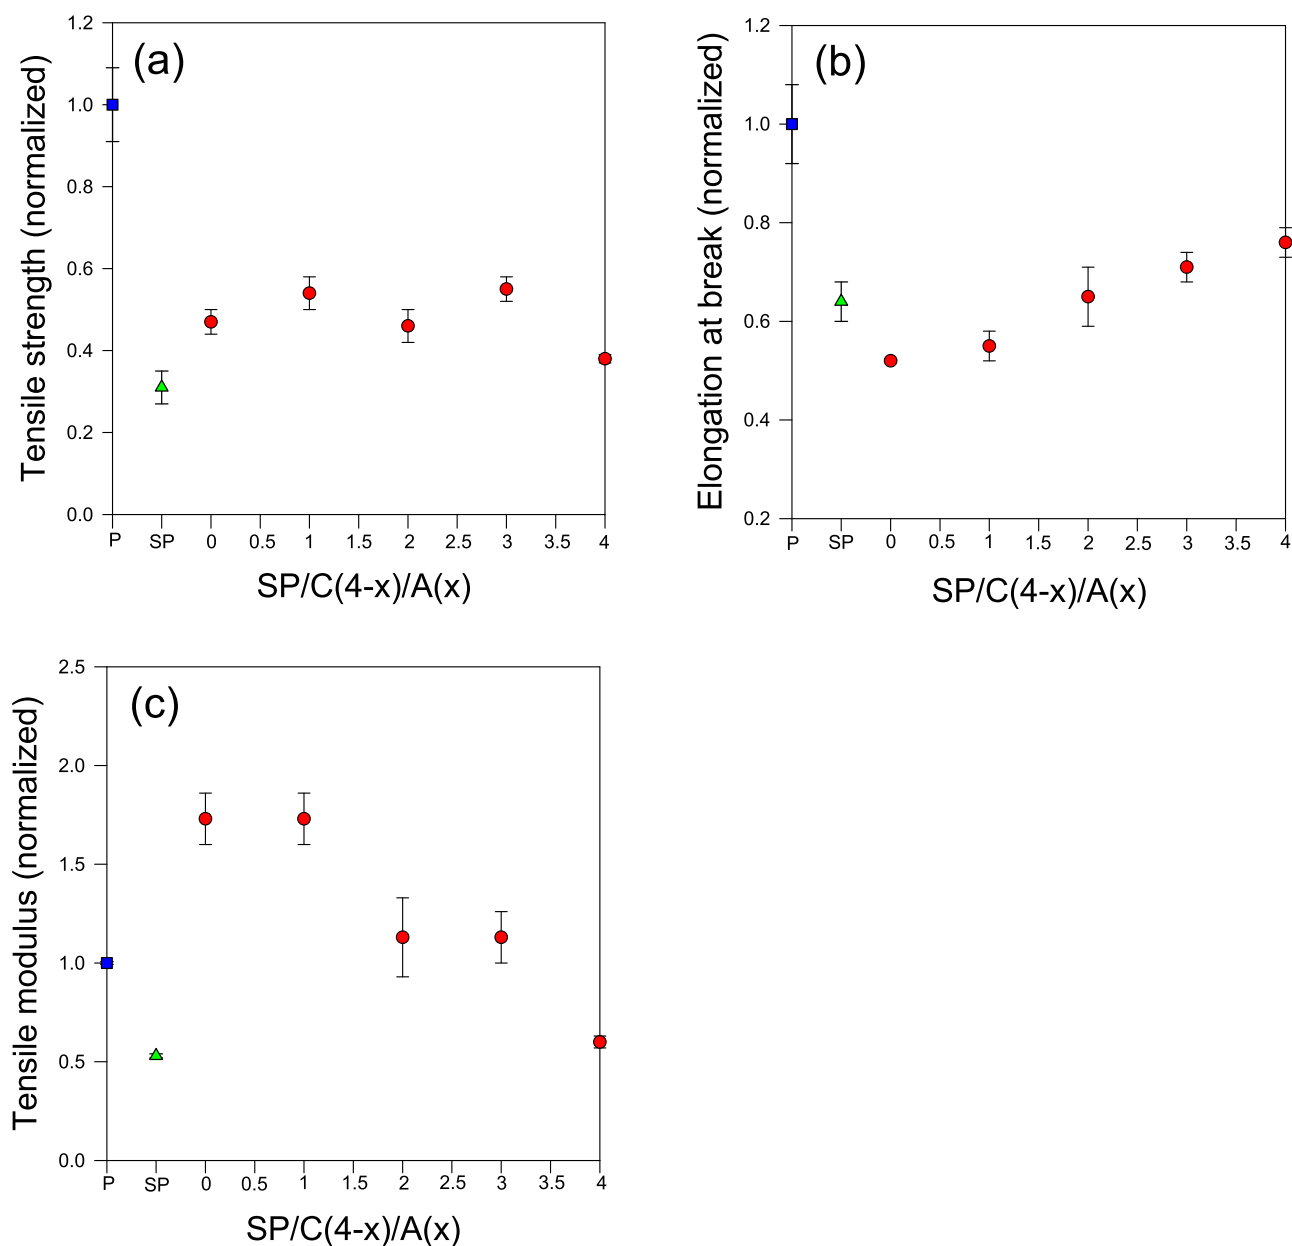 (a)
Tensile strength (normalized)
1.2
1.0
0.8
0.6
0.4
0.2
0.0
P SP 0 0.5 1 1.5 2 2.5 3 3.5 4
SP/C(4-x)/A(x)
(b)
Elongation at break (normalized)
1.2
1.0
0.8
0.6
0.4
0.2
P SP 0 0.5 1 1.5 2 2.5 3 3.5 4
SP/C(4-x)/A(x)
(c)
Tensile modulus (normalized)
2.5
2.0
1.5
1.0
0.5
0.0
P SP 0 0.5 1 1.5 2 2.5 3 3.5 4
SP/C(4-x)/A(x)